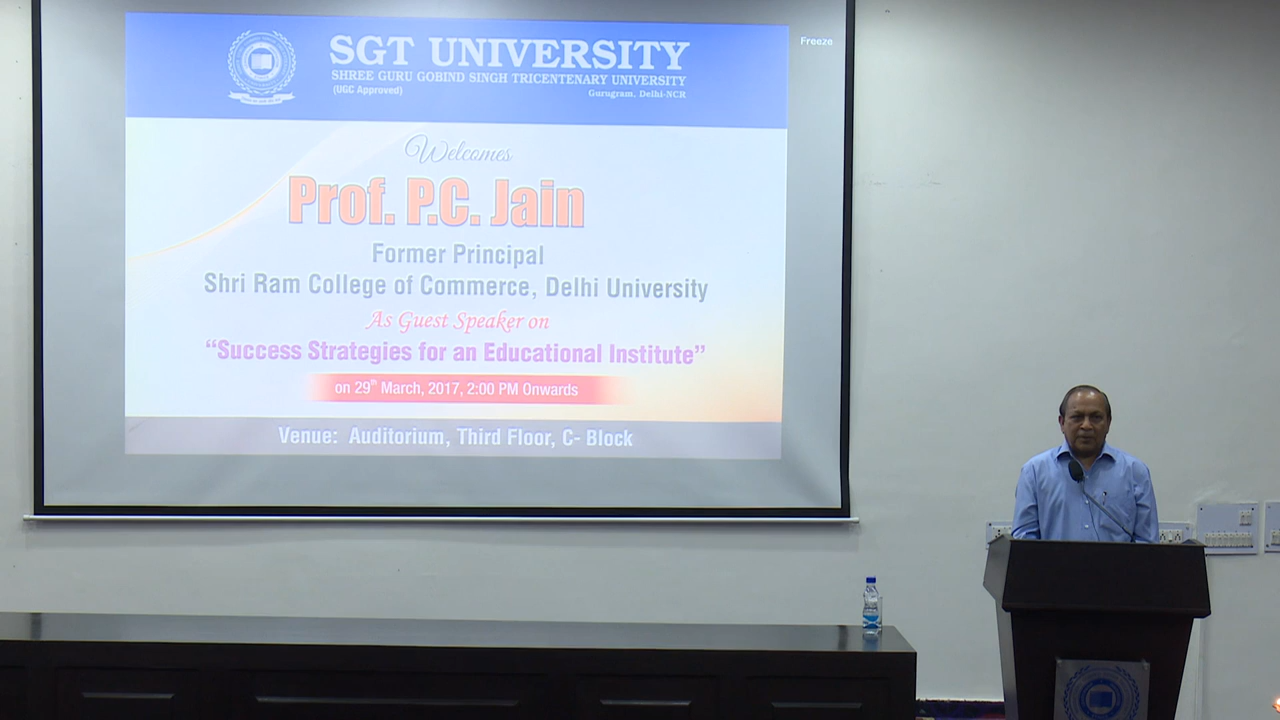 SGT UNIVERSITY
SHREE GURU GOBIND SINGH TRICENTENARY UNIVERSITY
(UGC Approved)
Gurugram, Delhi-NCR
Freeze
Welcomes
Prof. P.C. Jain
Former Principal
Shri Ram College of Commerce, Delhi University
As Guest Speaker on
“Success Strategies for an Educational Institute”
on 29th March, 2017, 2:00 PM Onwards
Venue: Auditorium, Third Floor, C- Block